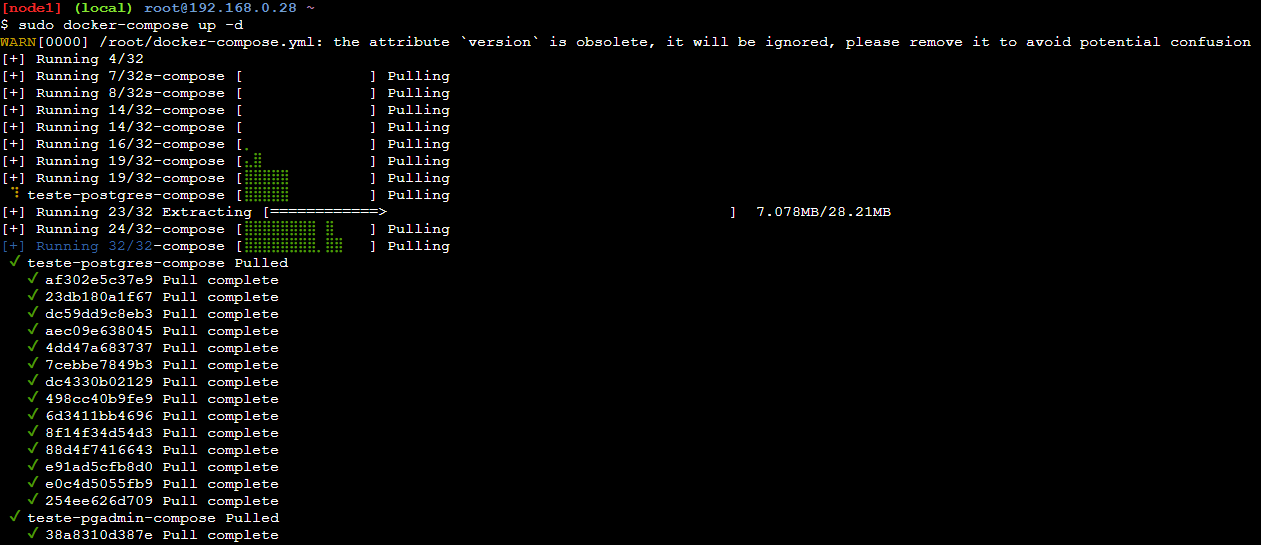 [node1] (local) root@192.168.0.28 ~
$ sudo docker-compose up -d
WARN[0000] /root/docker-compose.yml: the attribute `version` is obsolete, it will be ignored, please remove it to avoid potential confusion
[+] Running 4/32
[+] Running 7/32s-compose [              ] Pulling
[+] Running 8/32s-compose [              ] Pulling
[+] Running 14/32-compose [              ] Pulling
[+] Running 14/32-compose [              ] Pulling
[+] Running 16/32-compose [⡀             ] Pulling
[+] Running 19/32-compose [⣀⣿            ] Pulling
[+] Running 19/32-compose [⣿⣿⣿⣿⣿         ] Pulling
⠹ teste-postgres-compose [⣿⣿⣿⣿⣿         ] Pulling
[+] Running 23/32 Extracting [============>                                      ]  7.078MB/28.21MB
[+] Running 24/32-compose [⣿⣿⣿⣿⣿⣿⣿⣿ ⣿    ] Pulling
[+] Running 32/32-compose [⣿⣿⣿⣿⣿⣿⣿⣿⡀⣿⣿   ] Pulling
✔ teste-postgres-compose Pulled
✔ af302e5c37e9 Pull complete
✔ 23db180a1f67 Pull complete
✔ dc59dd9c8eb3 Pull complete
✔ aec09e638045 Pull complete
✔ 4dd47a683737 Pull complete
✔ 7cebbe7849b3 Pull complete
✔ dc4330b02129 Pull complete
✔ 498cc40b9fe9 Pull complete
✔ 6d3411bb4696 Pull complete
✔ 8f14f34d54d3 Pull complete
✔ 88d4f7416643 Pull complete
✔ e91ad5cfb8d0 Pull complete
✔ e0c4d5055fb9 Pull complete
✔ 254ee626d709 Pull complete
✔ teste-pgadmin-compose Pulled
✔ 38a8310d387e Pull complete